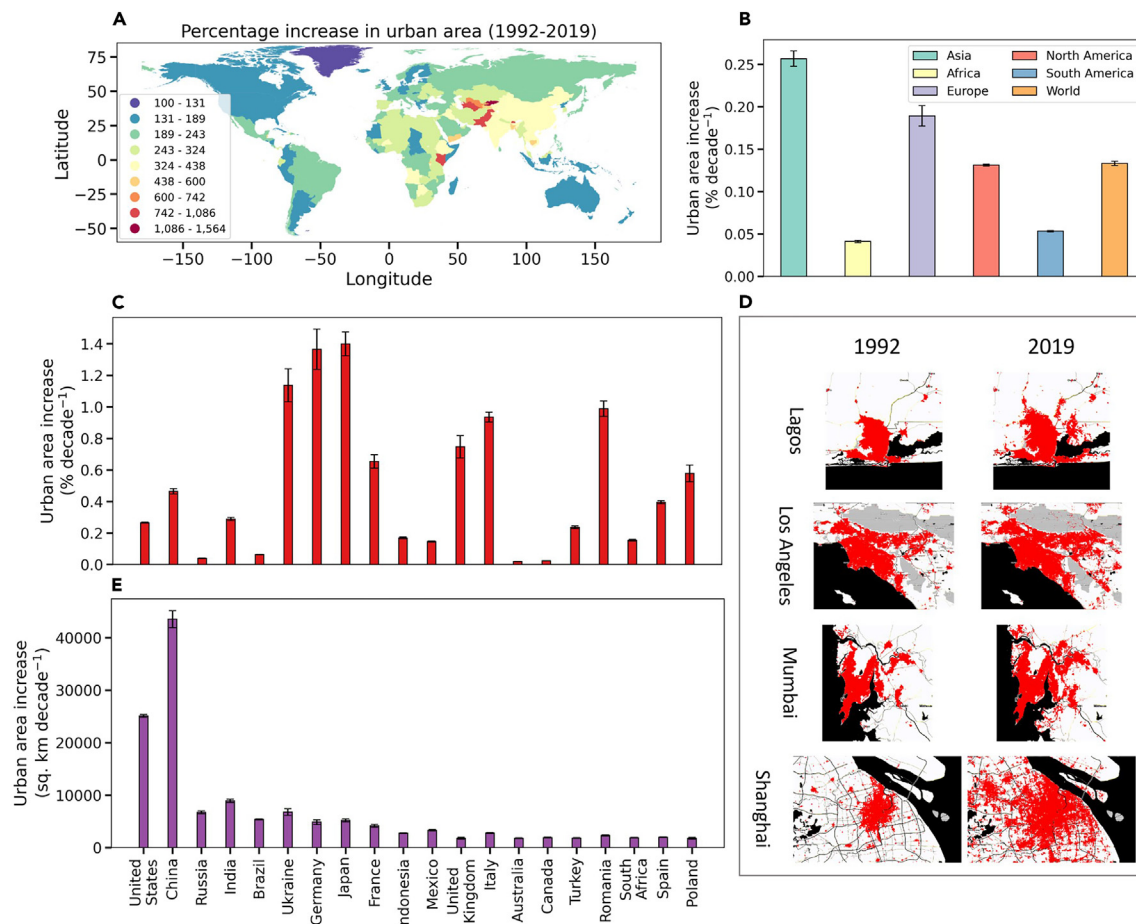 A
Percentage increase in urban area (1992-2019)
75
50
25
0
−25
−50
Latitude
100 - 131
131 - 189
189 - 243
243 - 324
324 - 438
438 - 600
600 - 742
742 - 1,086
1,086 - 1,564
−150
−100
−50
0
50
100
150
Longitude
B
Urban area increase
(% decade⁻¹)
0.25
0.20
0.15
0.10
0.05
0.00
Asia
Africa
Europe
North America
South America
World
C
Urban area increase
(% decade⁻¹)
1.4
1.2
1.0
0.8
0.6
0.4
0.2
0.0
D
1992
2019
Lagos
Los Angeles
Mumbai
Shanghai
E
Urban area increase
(sq. km decade⁻¹)
40000
30000
20000
10000
0
United
States
China
Russia
India
Brazil
Ukraine
Germany
Japan
France
Indonesia
Mexico
United
Kingdom
Italy
Australia
Canada
Turkey
Romania
South
Africa
Spain
Poland